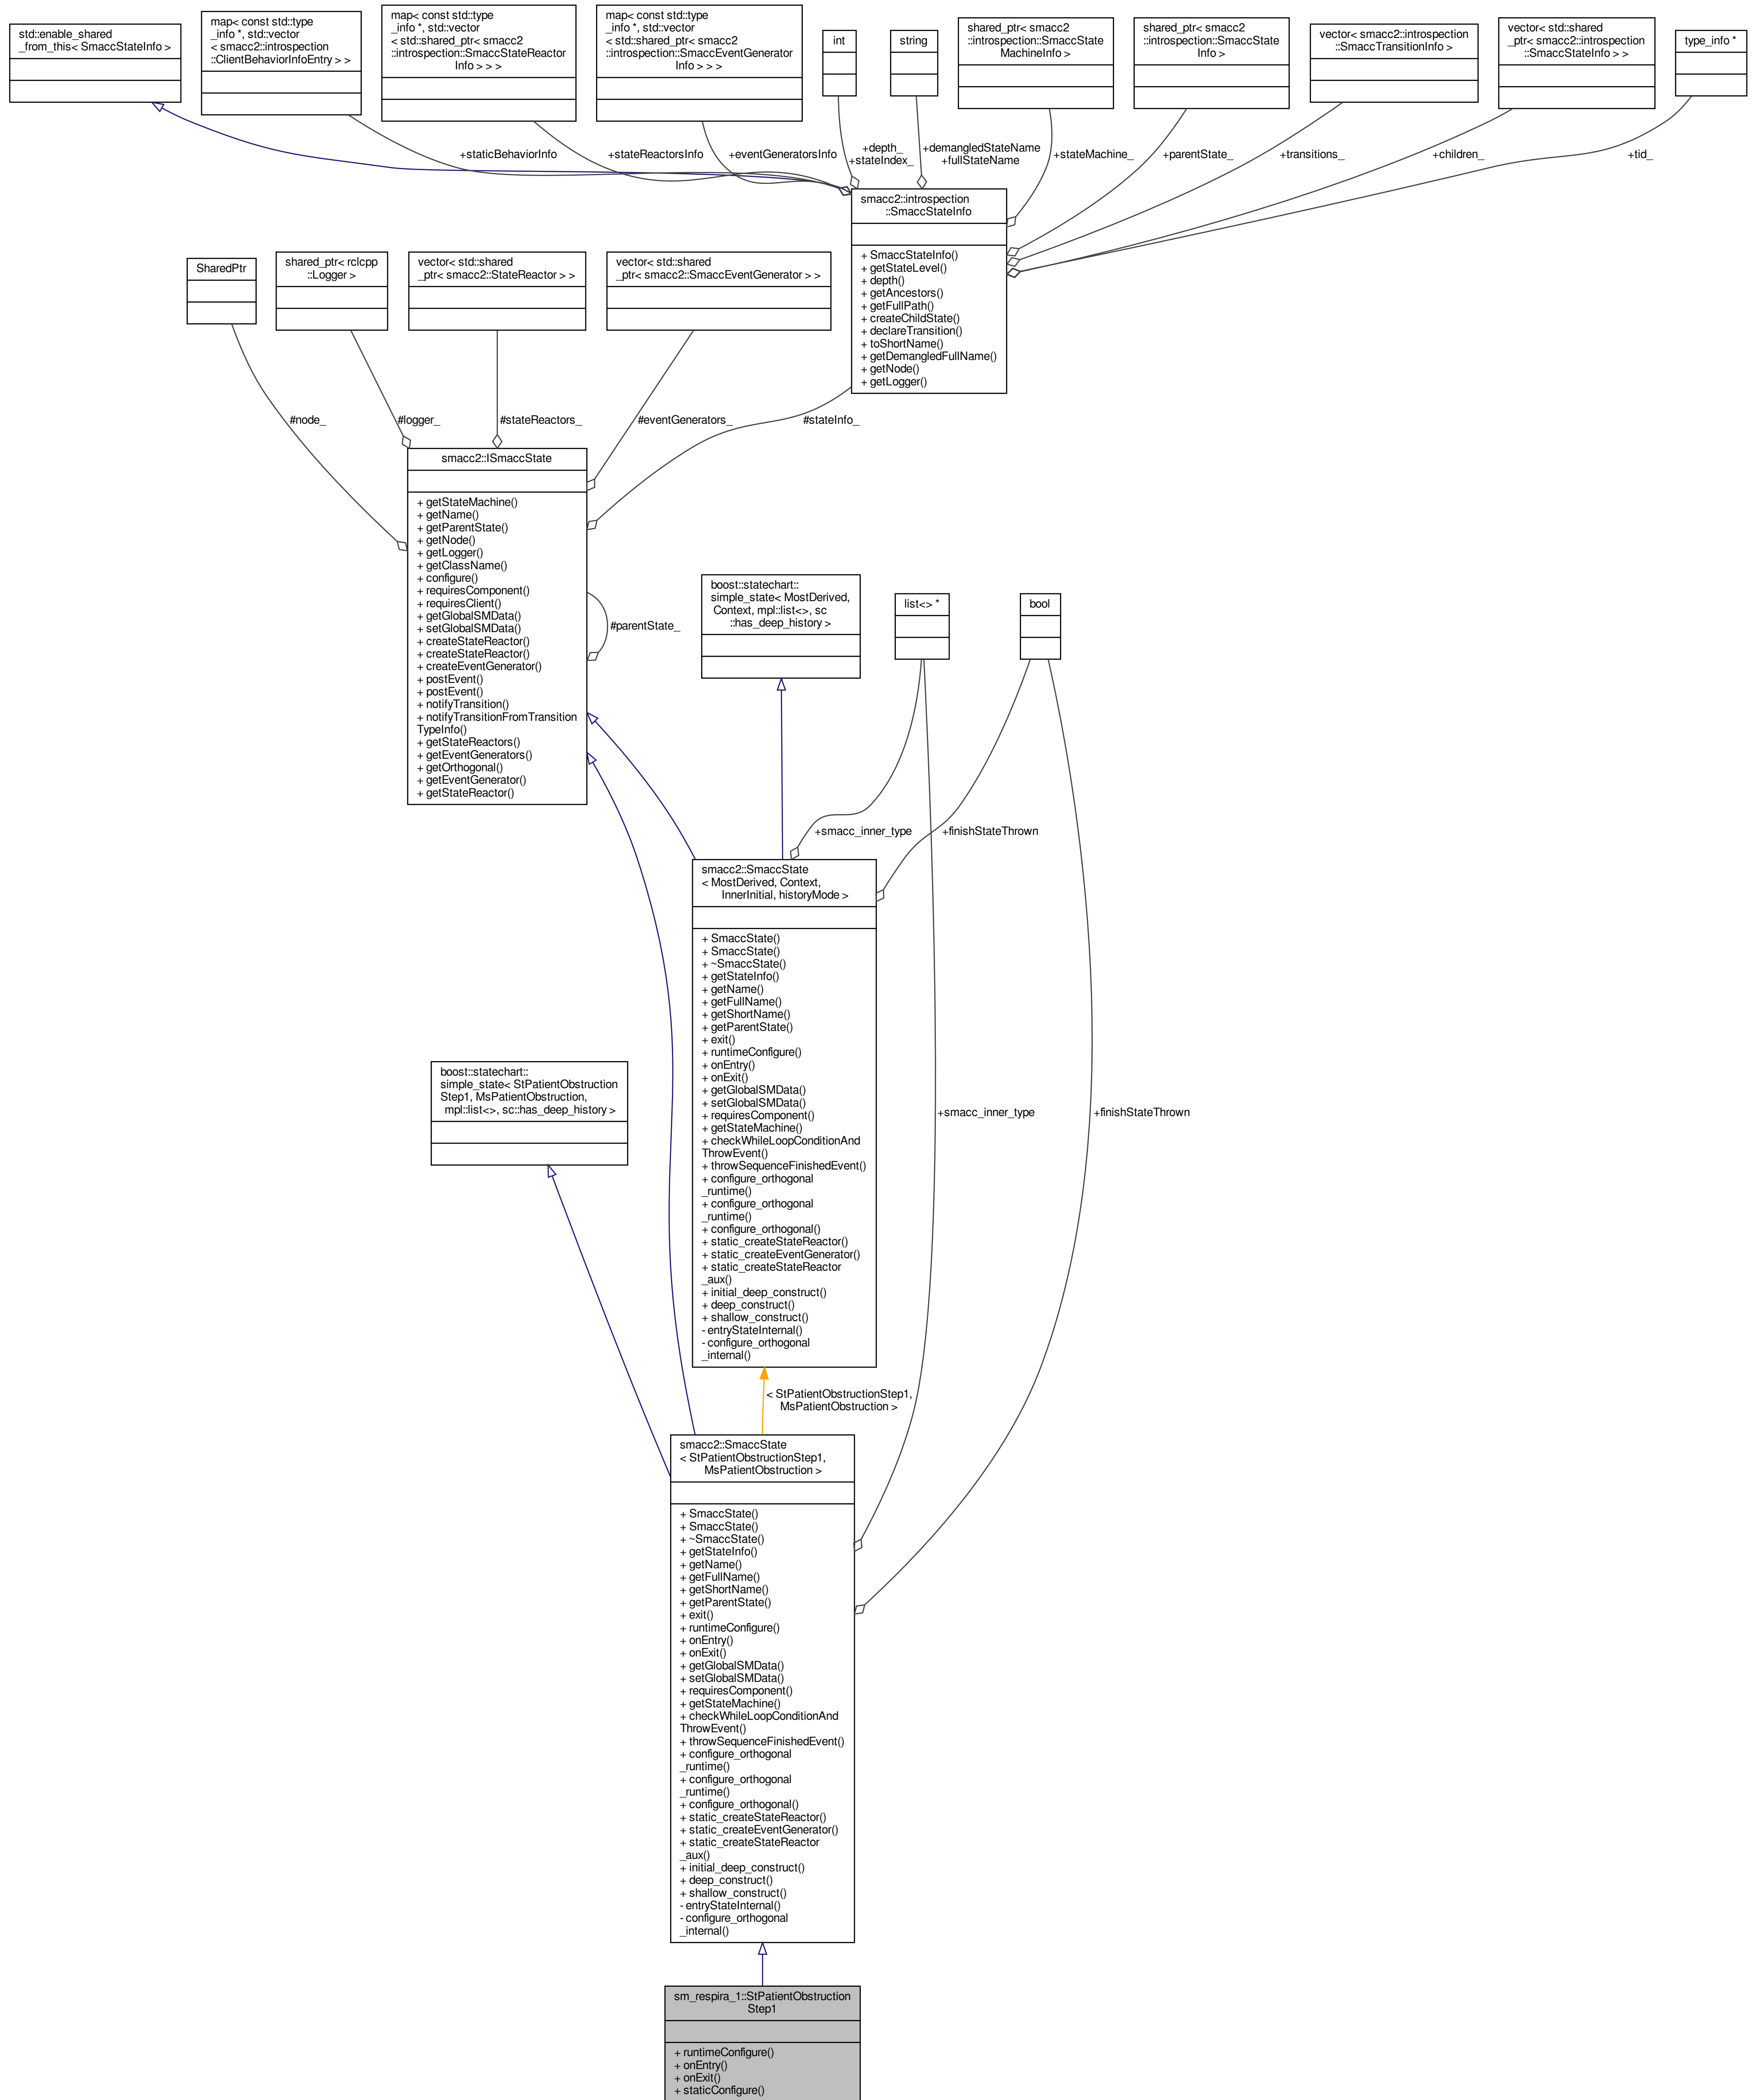 std::enable_shared
_from_this< SmaccStateInfo >
map< const std::type
_info *, std::vector
< smacc2::introspection
::ClientBehaviorInfoEntry > >
map< const std::type
_info *, std::vector
< std::shared_ptr< smacc2
::introspection::SmaccStateReactor
Info > > >
map< const std::type
_info *, std::vector
< std::shared_ptr< smacc2
::introspection::SmaccEventGenerator
Info > > >
int
string
shared_ptr< smacc2
::introspection::SmaccState
MachineInfo >
shared_ptr< smacc2
::introspection::SmaccState
Info >
vector< smacc2::introspection
::SmaccTransitionInfo >
vector< std::shared
_ptr< smacc2::introspection
::SmaccStateInfo > >
type_info *
+staticBehaviorInfo
+stateReactorsInfo
+eventGeneratorsInfo
+depth_
+stateIndex_
+demangledStateName
+fullStateName
+stateMachine_
+parentState_
+transitions_
+children_
+tid_
smacc2::introspection
::SmaccStateInfo
+ SmaccStateInfo()
+ getStateLevel()
+ depth()
+ getAncestors()
+ getFullPath()
+ createChildState()
+ declareTransition()
+ toShortName()
+ getDemangledFullName()
+ getNode()
+ getLogger()
SharedPtr
shared_ptr< rclcpp
::Logger >
vector< std::shared
_ptr< smacc2::StateReactor > >
vector< std::shared
_ptr< smacc2::SmaccEventGenerator > >
#node_
#logger_
#stateReactors_
#eventGenerators_
#stateInfo_
smacc2::ISmaccState
+ getStateMachine()
+ getName()
+ getParentState()
+ getNode()
+ getLogger()
+ getClassName()
+ configure()
+ requiresComponent()
+ requiresClient()
+ getGlobalSMData()
+ setGlobalSMData()
+ createStateReactor()
+ createStateReactor()
+ createEventGenerator()
+ postEvent()
+ postEvent()
+ notifyTransition()
+ notifyTransitionFromTransition
TypeInfo()
+ getStateReactors()
+ getEventGenerators()
+ getOrthogonal()
+ getEventGenerator()
+ getStateReactor()
#parentState_
boost::statechart::
simple_state< MostDerived,
Context, mpl::list<>, sc
::has_deep_history >
list<> *
bool
+smacc_inner_type
+finishStateThrown
smacc2::SmaccState
< MostDerived, Context,
InnerInitial, historyMode >
+ SmaccState()
+ SmaccState()
+ ~SmaccState()
+ getStateInfo()
+ getName()
+ getFullName()
+ getShortName()
+ getParentState()
+ exit()
+ runtimeConfigure()
+ onEntry()
+ onExit()
+ getGlobalSMData()
+ setGlobalSMData()
+ requiresComponent()
+ getStateMachine()
+ checkWhileLoopConditionAnd
ThrowEvent()
+ throwSequenceFinishedEvent()
+ configure_orthogonal
_runtime()
+ configure_orthogonal
_runtime()
+ configure_orthogonal()
+ static_createStateReactor()
+ static_createEventGenerator()
+ static_createStateReactor
_aux()
+ initial_deep_construct()
+ deep_construct()
+ shallow_construct()
- entryStateInternal()
- configure_orthogonal
_internal()
boost::statechart::
simple_state< StPatientObstruction
Step1, MsPatientObstruction,
mpl::list<>, sc::has_deep_history >
+smacc_inner_type
+finishStateThrown
< StPatientObstructionStep1,
MsPatientObstruction >
smacc2::SmaccState
< StPatientObstructionStep1,
MsPatientObstruction >
+ SmaccState()
+ SmaccState()
+ ~SmaccState()
+ getStateInfo()
+ getName()
+ getFullName()
+ getShortName()
+ getParentState()
+ exit()
+ runtimeConfigure()
+ onEntry()
+ onExit()
+ getGlobalSMData()
+ setGlobalSMData()
+ requiresComponent()
+ getStateMachine()
+ checkWhileLoopConditionAnd
ThrowEvent()
+ throwSequenceFinishedEvent()
+ configure_orthogonal
_runtime()
+ configure_orthogonal
_runtime()
+ configure_orthogonal()
+ static_createStateReactor()
+ static_createEventGenerator()
+ static_createStateReactor
_aux()
+ initial_deep_construct()
+ deep_construct()
+ shallow_construct()
- entryStateInternal()
- configure_orthogonal
_internal()
sm_respira_1::StPatientObstruction
Step1
+ runtimeConfigure()
+ onEntry()
+ onExit()
+ staticConfigure()